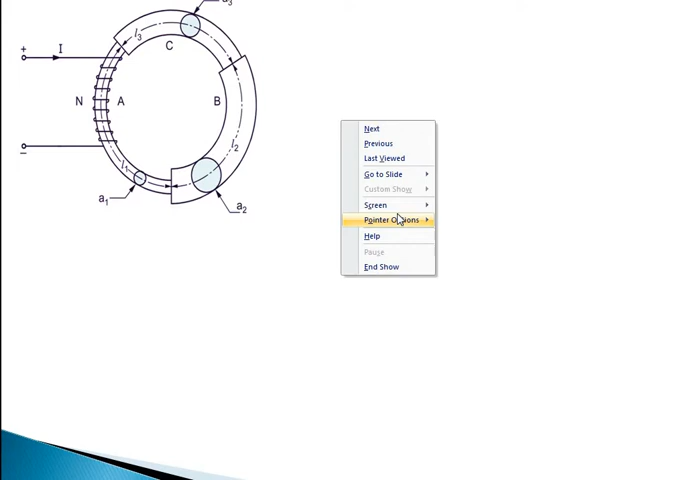 a3
l3
C
+
I
N
A
B
l2
–
l1
a1
a2
Next
Previous
Last Viewed
Go to Slide
Custom Show
Screen
Pointer Options
Help
Pause
End Show